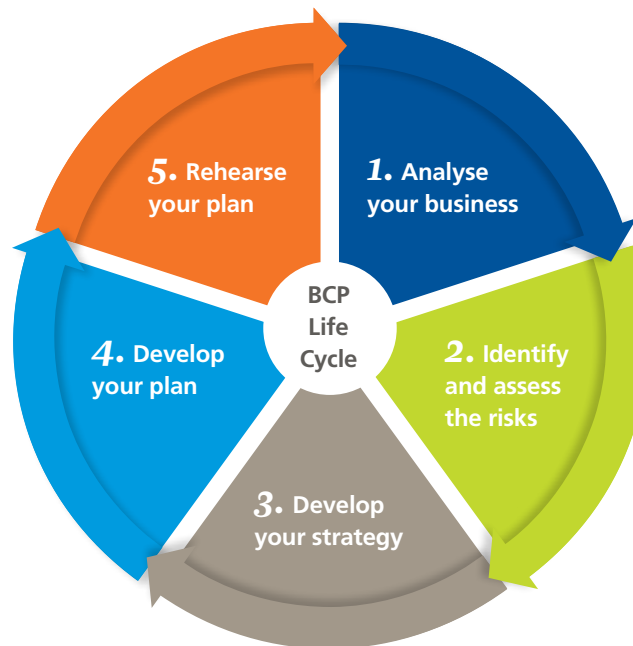 5. Rehearse
your plan
1. Analyse
your business
BCP
Life
Cycle
4. Develop
your plan
2. Identify
and assess
the risks
3. Develop
your strategy